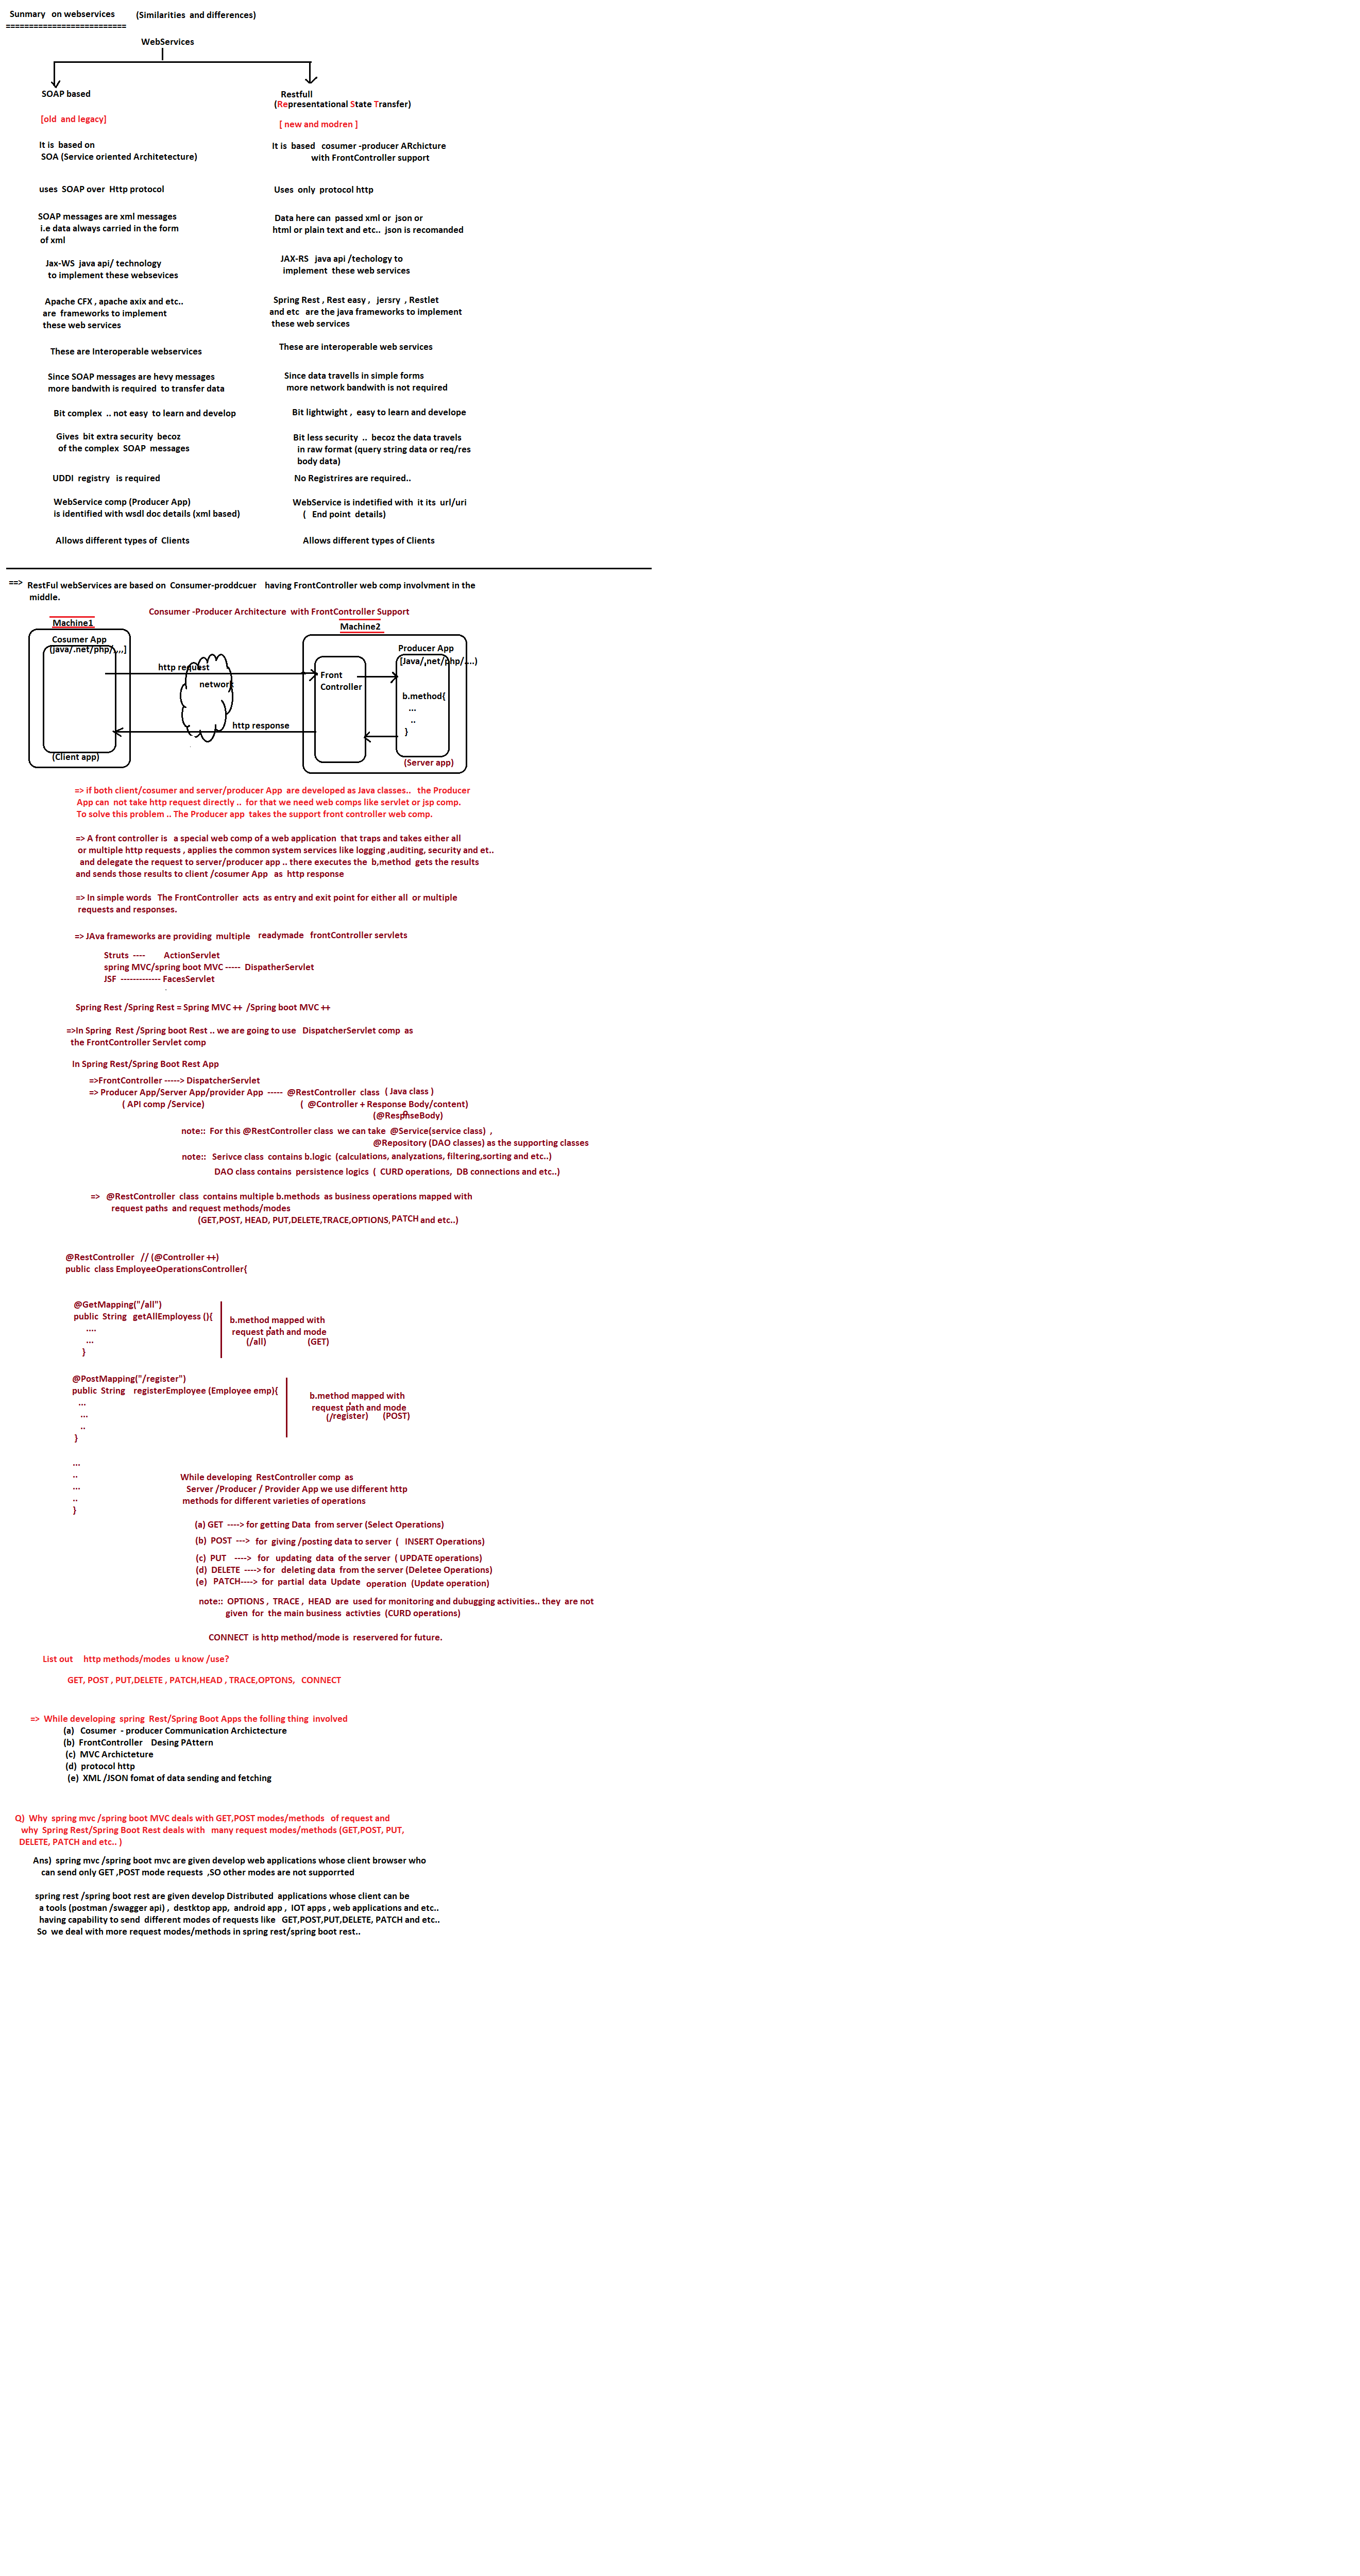 Sunmary on webservices (Similarities and differences)
==========================
WebServices
SOAP based
[old and legacy]
It is based on
SOA (Service oriented Architetecture)
uses SOAP over Http protocol
SOAP messages are xml messages
i.e data always carried in the form
of xml
Jax-WS java api/ technology
to implement these websevices
Apache CFX , apache axix and etc..
are frameworks to implement
these web services
These are Interoperable webservices
Since SOAP messages are hevy messages
more bandwith is required to transfer data
Bit complex .. not easy to learn and develop
Gives bit extra security becoz
of the complex SOAP messages
UDDI registry is required
WebService comp (Producer App)
is identified with wsdl doc details (xml based)
Allows different types of Clients
Restfull
(Representational State Transfer)
[ new and modren ]
It is based cosumer -producer ARchicture
with FrontController support
Uses only protocol http
Data here can passed xml or json or
html or plain text and etc.. json is recomanded
JAX-RS java api /techology to
implement these web services
Spring Rest , Rest easy , jersry , Restlet
and etc are the java frameworks to implement
these web services
These are interoperable web services
Since data travells in simple forms
more network bandwith is not required
Bit lightwight , easy to learn and develope
Bit less security .. becoz the data travels
in raw format (query string data or req/res
body data)
No Registrires are required..
WebService is indetified with it its url/uri
( End point details)
Allows different types of Clients
==> RestFul webServices are based on Consumer-proddcuer having FrontController web comp involvment in the
middle.
Consumer -Producer Architecture with FrontController Support
Machine1
Cosumer App
[java/.net/php/.,,,]
(Client app)
http request
network
http response
Machine2
Front
Controller
Producer App
[Java/,net/php/....)
b.method{
...
..
}
(Server app)
=> if both client/cosumer and server/producer App are developed as Java classes.. the Producer
App can not take http request directly .. for that we need web comps like servlet or jsp comp.
To solve this problem .. The Producer app takes the support front controller web comp.
=> A front controller is a special web comp of a web application that traps and takes either all
or multiple http requests , applies the common system services like logging ,auditing, security and et..
and delegate the request to server/producer app .. there executes the b,method gets the results
and sends those results to client /cosumer App as http response
=> In simple words The FrontController acts as entry and exit point for either all or multiple
requests and responses.
=> JAva frameworks are providing multiple readymade frontController servlets
Struts ---- ActionServlet
spring MVC/spring boot MVC ----- DispatherServlet
JSF ------------- FacesServlet
Spring Rest /Spring Rest = Spring MVC ++ /Spring boot MVC ++
=>In Spring Rest /Spring boot Rest .. we are going to use DispatcherServlet comp as
the FrontController Servlet comp
In Spring Rest/Spring Boot Rest App
=>FrontController -----> DispatcherServlet
=> Producer App/Server App/provider App ----- @RestController class ( Java class )
( API comp /Service) ( @Controller + Response Body/content)
(@ResponseBody)
note:: For this @RestController class we can take @Service(service class) ,
@Repository (DAO classes) as the supporting classes
note:: Serivce class contains b.logic (calculations, analyzations, filtering,sorting and etc..)
DAO class contains persistence logics ( CURD operations, DB connections and etc..)
=> @RestController class contains multiple b.methods as business operations mapped with
request paths and request methods/modes
(GET,POST, HEAD, PUT,DELETE,TRACE,OPTIONS, PATCH and etc..)
@RestController // (@Controller ++)
public class EmployeeOperationsController{
@GetMapping("/all")
public String getAllEmployess (){
....
...
}
b.method mapped with
request path and mode
(/all) (GET)
@PostMapping("/register")
public String registerEmployee (Employee emp){
...
...
..
}
b.method mapped with
request path and mode
(/register) (POST)
...
..
...
..
}
While developing RestController comp as
Server /Producer / Provider App we use different http
methods for different varieties of operations
(a) GET ----> for getting Data from server (Select Operations)
(b) POST ---> for giving /posting data to server ( INSERT Operations)
(c) PUT ----> for updating data of the server ( UPDATE operations)
(d) DELETE ----> for deleting data from the server (Deletee Operations)
(e) PATCH----> for partial data Update operation (Update operation)
note:: OPTIONS , TRACE , HEAD are used for monitoring and dubugging activities.. they are not
given for the main business activties (CURD operations)
CONNECT is http method/mode is reservered for future.
List out http methods/modes u know /use?
GET, POST , PUT,DELETE , PATCH,HEAD , TRACE,OPTONS, CONNECT
=> While developing spring Rest/Spring Boot Apps the folling thing involved
(a) Cosumer - producer Communication Archictecture
(b) FrontController Desing PAttern
(c) MVC Archicteture
(d) protocol http
(e) XML /JSON fomat of data sending and fetching
Q) Why spring mvc /spring boot MVC deals with GET,POST modes/methods of request and
why Spring Rest/Spring Boot Rest deals with many request modes/methods (GET,POST, PUT,
DELETE, PATCH and etc.. )
Ans) spring mvc /spring boot mvc are given develop web applications whose client browser who
can send only GET ,POST mode requests ,SO other modes are not supporrted
spring rest /spring boot rest are given develop Distributed applications whose client can be
a tools (postman /swagger api) , desttktop app, android app , IOT apps , web applications and etc..
having capability to send different modes of requests like GET,POST,PUT,DELETE, PATCH and etc..
So we deal with more request modes/methods in spring rest/spring boot rest..